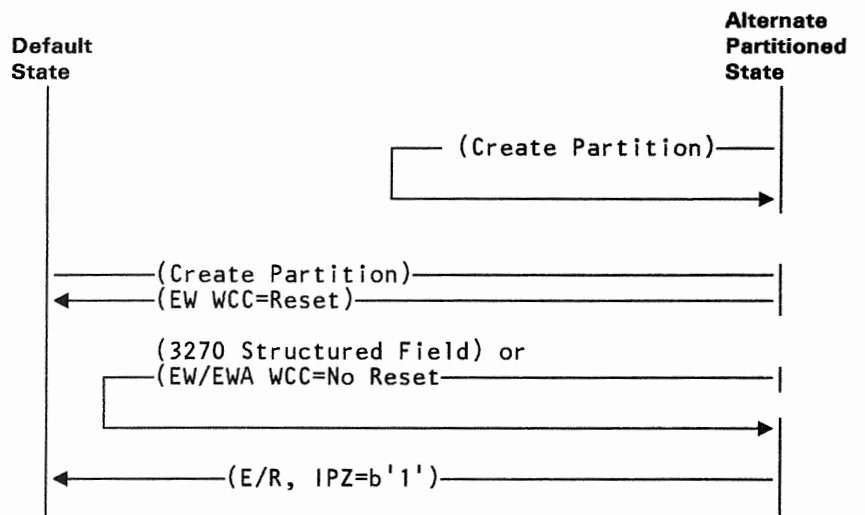 Default
State
Alternate
Partitioned
State
(Create Partition)
(Create Partition)
(EW WCC=Reset)
(3270 Structured Field) or
(EW/EWA WCC=No Reset
(E/R, IPZ=b'1')